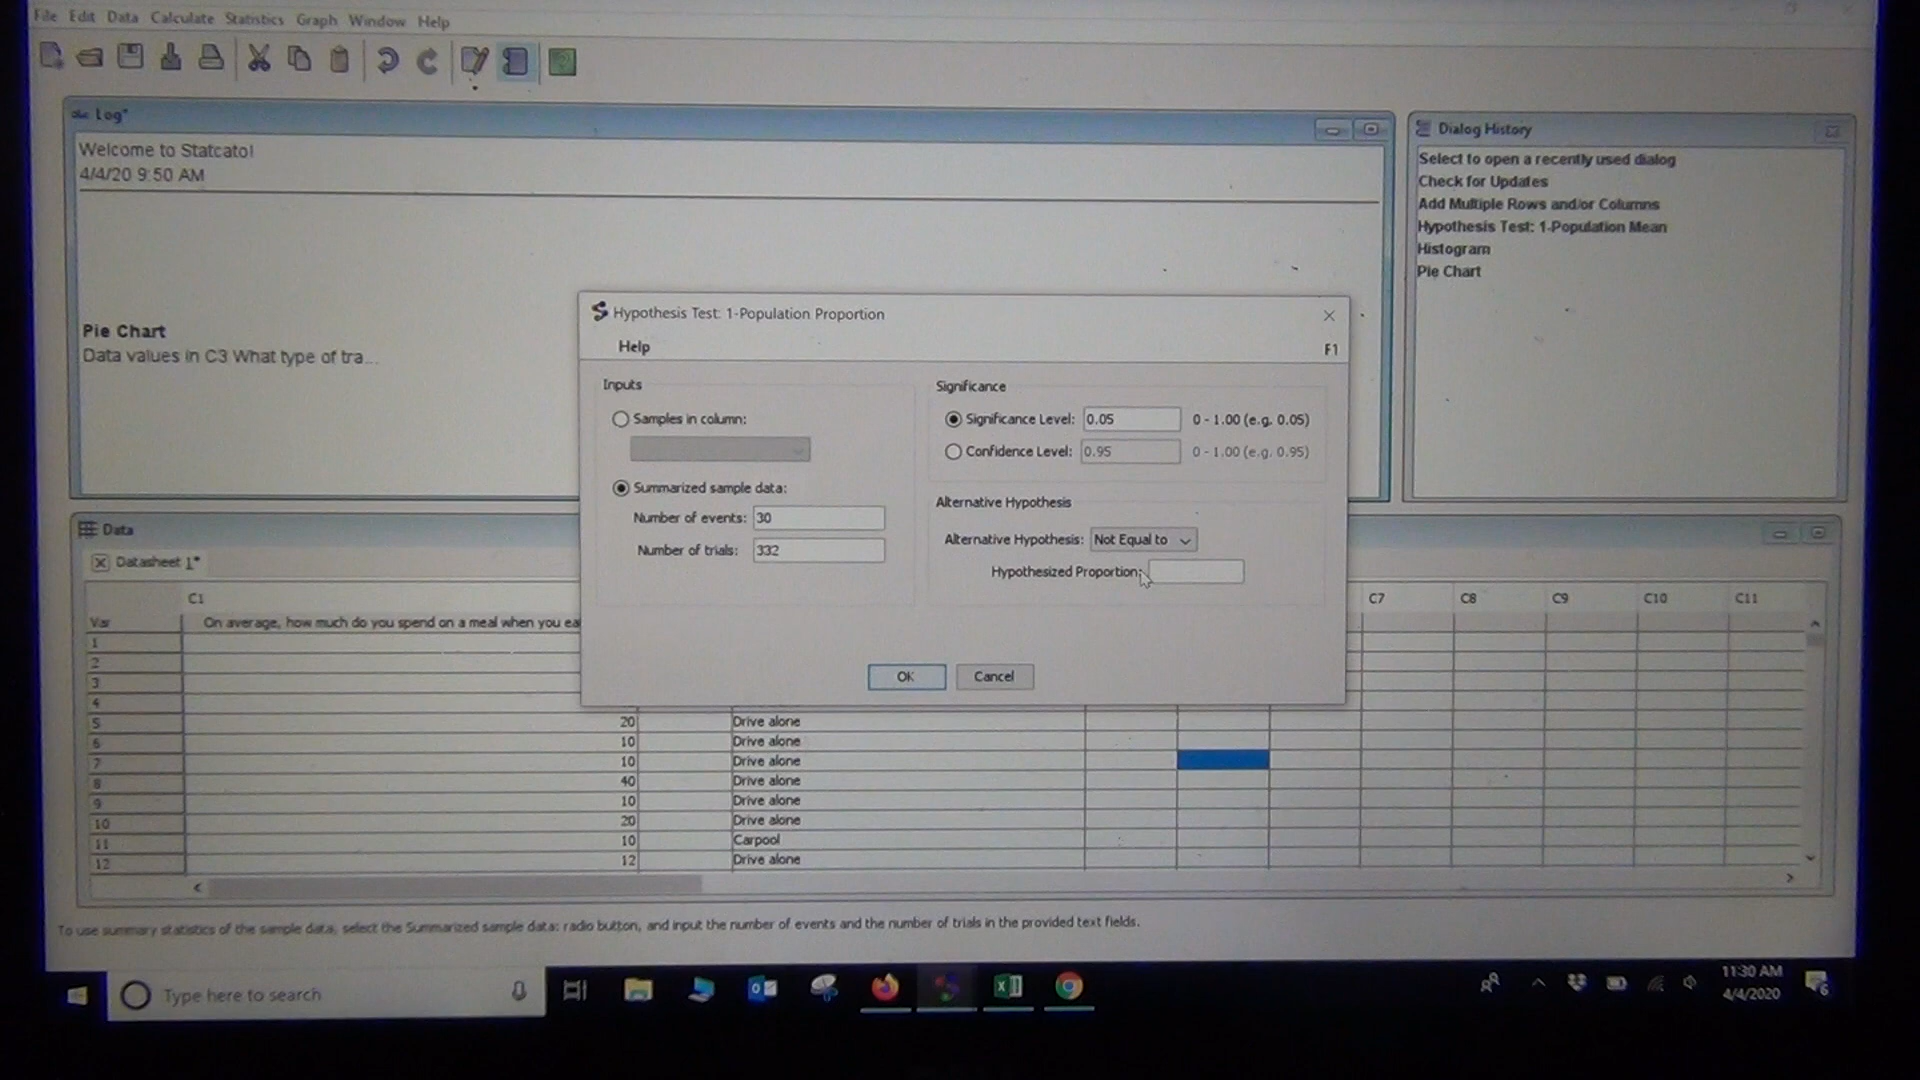 File Edit Data Calculate Statistics Graph Window Help
Log*
Welcome to Statcato!
4/4/20 9:50 AM
Pie Chart
Data values in C3 What type of tra...
Dialog History
Select to open a recently used dialog
Check for Updates
Add Multiple Rows and/or Columns
Hypothesis Test: 1-Population Mean
Histogram
Pie Chart
Hypothesis Test: 1-Population Proportion
Help F1
Inputs
Samples in column:
Summarized sample data:
Number of events: 30
Number of trials: 332
Significance
Significance Level: 0.05 0 - 1.00 (e.g. 0.05)
Confidence Level: 0.95 0 - 1.00 (e.g. 0.95)
Alternative Hypothesis
Alternative Hypothesis: Not Equal to
Hypothesized Proportion:
OK Cancel
Data
Datasheet 1*
C1 C7 C8 C9 C10 C11
Var On average, how much do you spend on a meal when you ea
1
2
3
4
5 20 Drive alone
6 10 Drive alone
7 10 Drive alone
8 40 Drive alone
9 10 Drive alone
10 20 Drive alone
11 10 Carpool
12 12 Drive alone
To use summary statistics of the sample data, select the Summarized sample data: radio button, and input the number of events and the number of trials in the provided text fields.
Type here to search
11:30 AM
4/4/2020
6